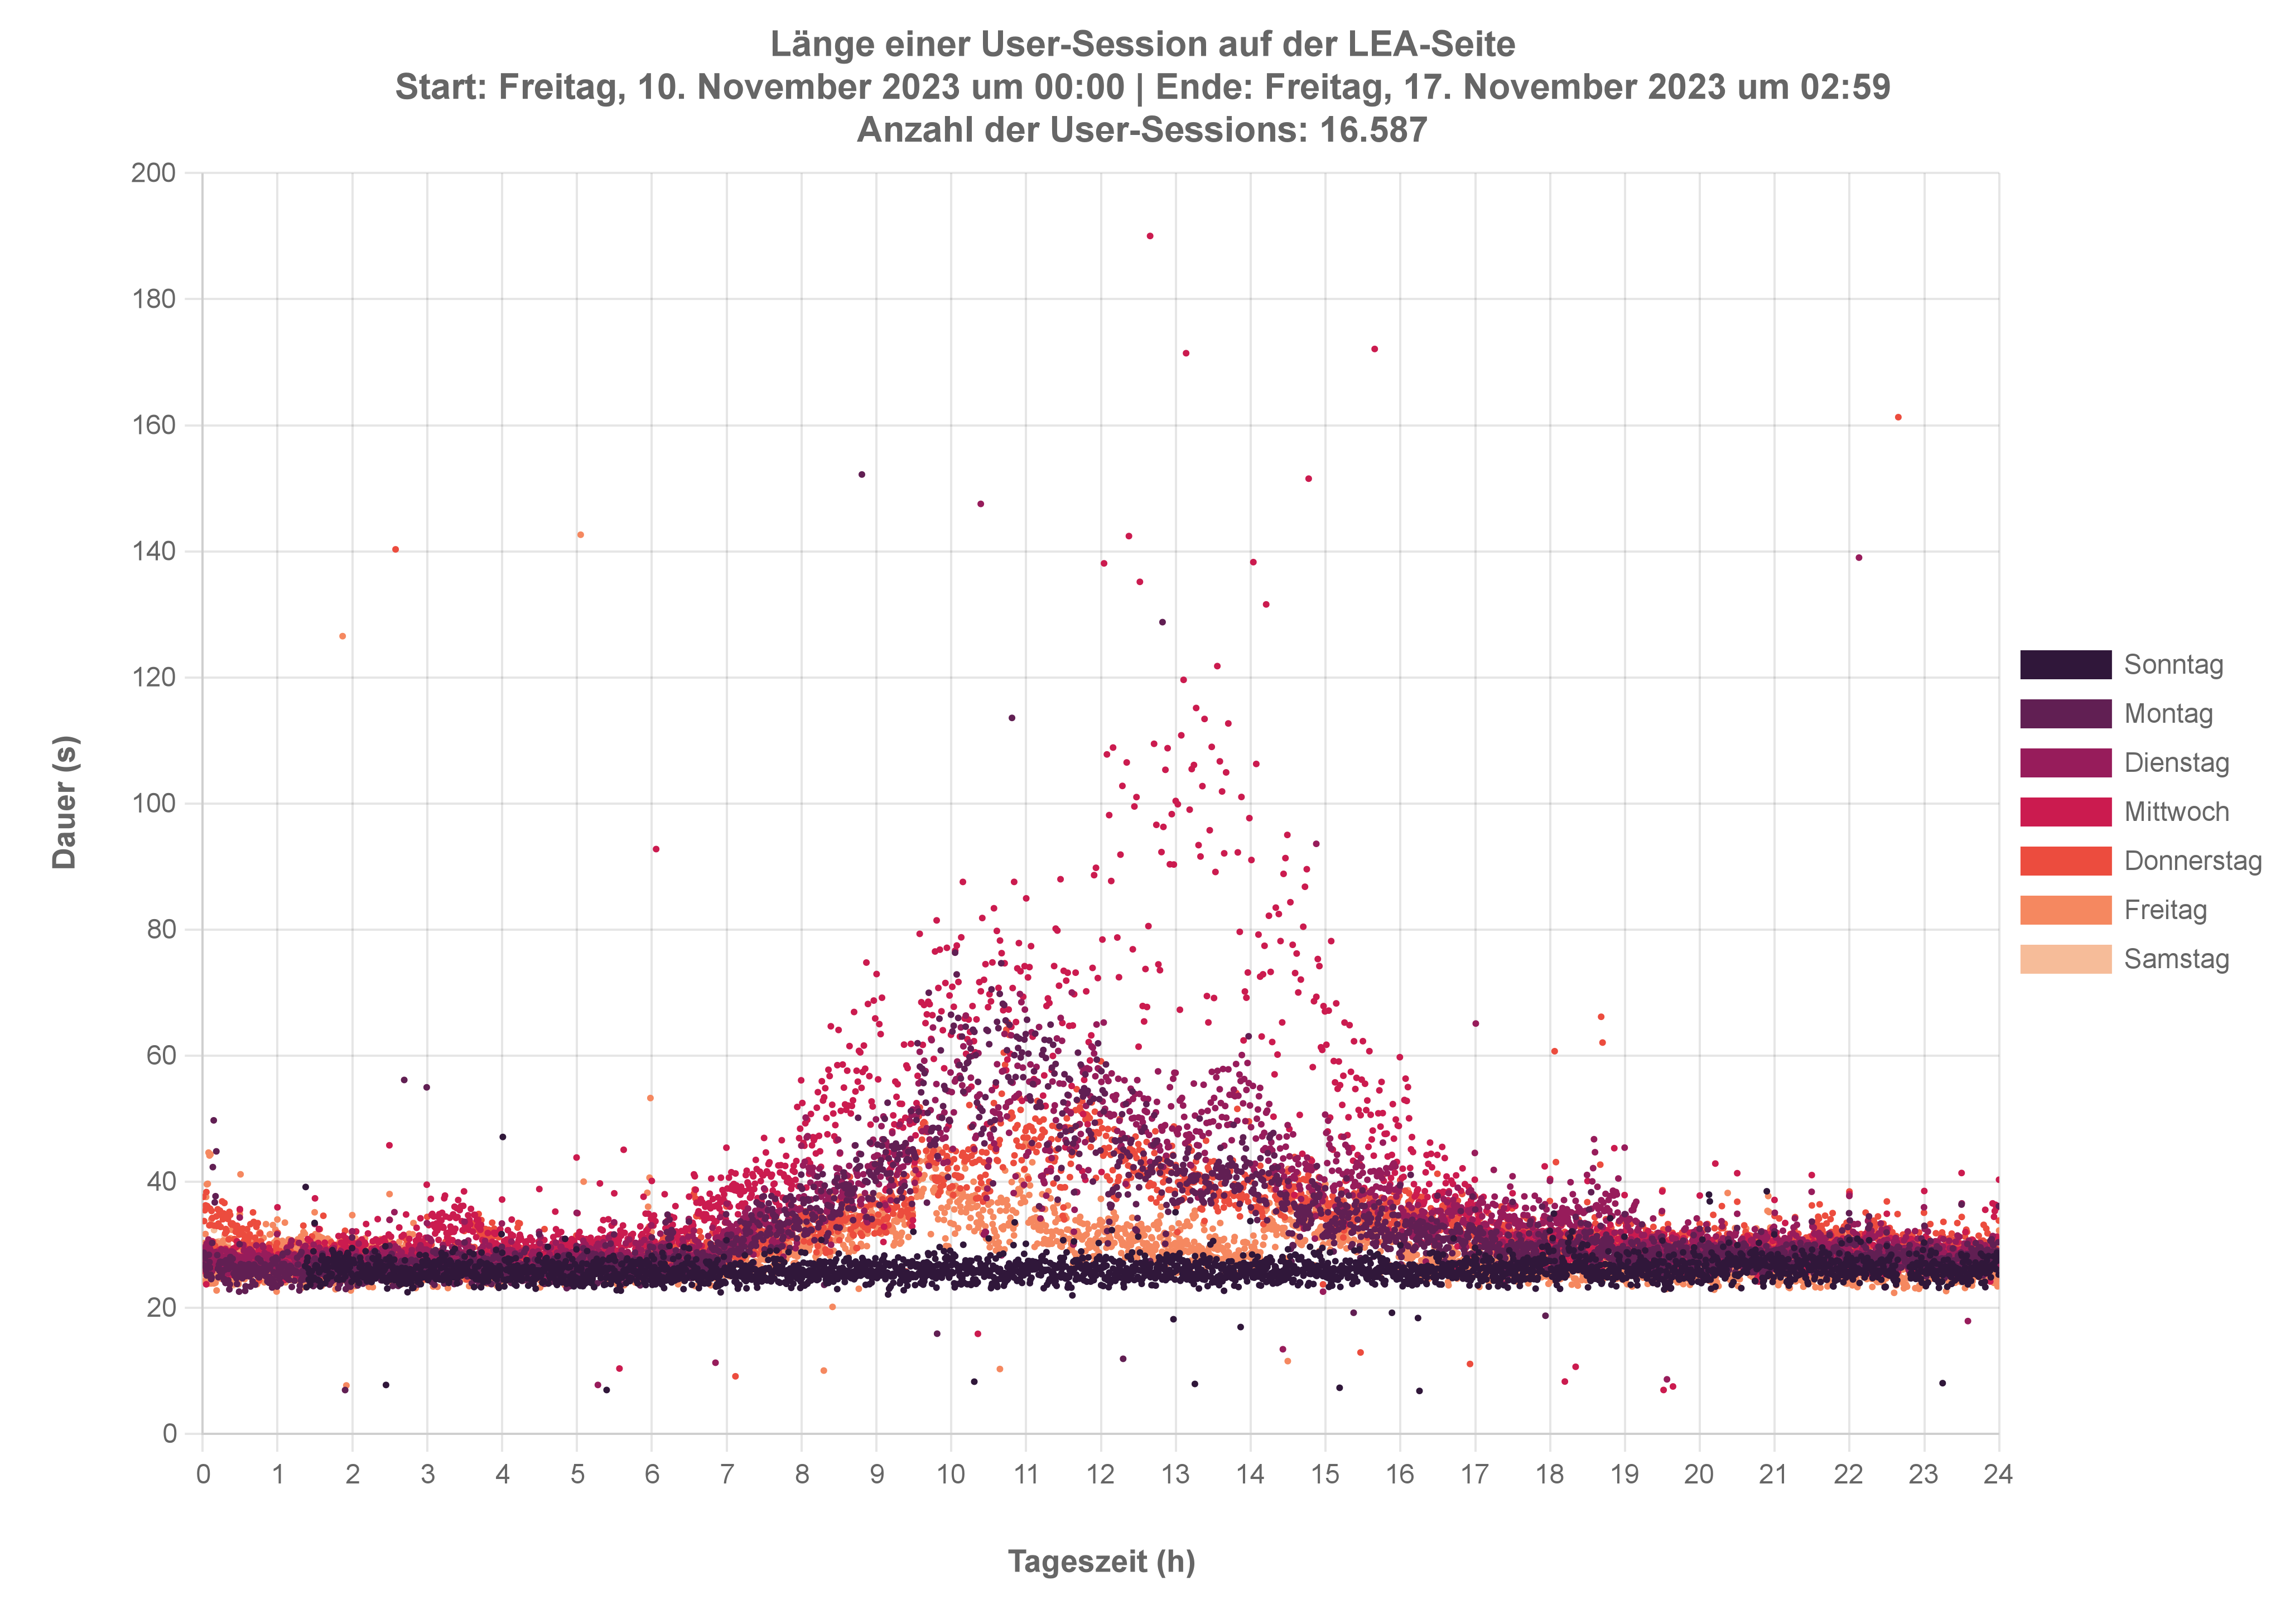 Länge einer User-Session auf der LEA-Seite
Start: Freitag, 10. November 2023 um 00:00 | Ende: Freitag, 17. November 2023 um 02:59
Anzahl der User-Sessions: 16.587
200
180
160
140
120
100
80
60
40
20
0
Dauer (s)
0 1 2 3 4 5 6 7 8 9 10 11 12 13 14 15 16 17 18 19 20 21 22 23 24
Tageszeit (h)
Sonntag
Montag
Dienstag
Mittwoch
Donnerstag
Freitag
Samstag